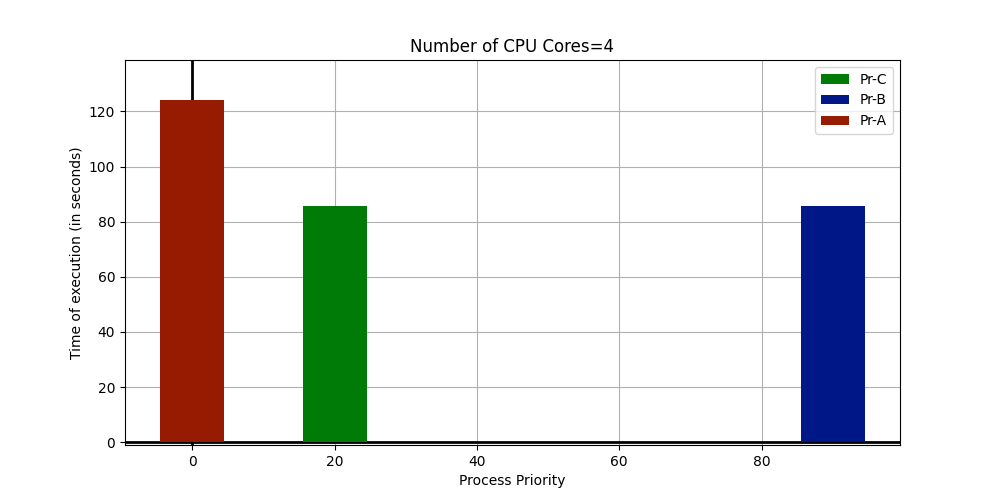 Number of CPU Cores=4
Pr-C
Pr-B
Pr-A
Time of execution (in seconds)
120
100
80
60
40
20
0
0 20 40 60 80
Process Priority